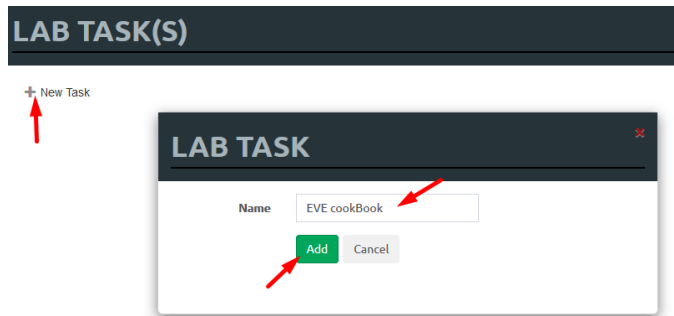 LAB TASK(S)
New Task
LAB TASK
Name EVE cookBook
Add Cancel